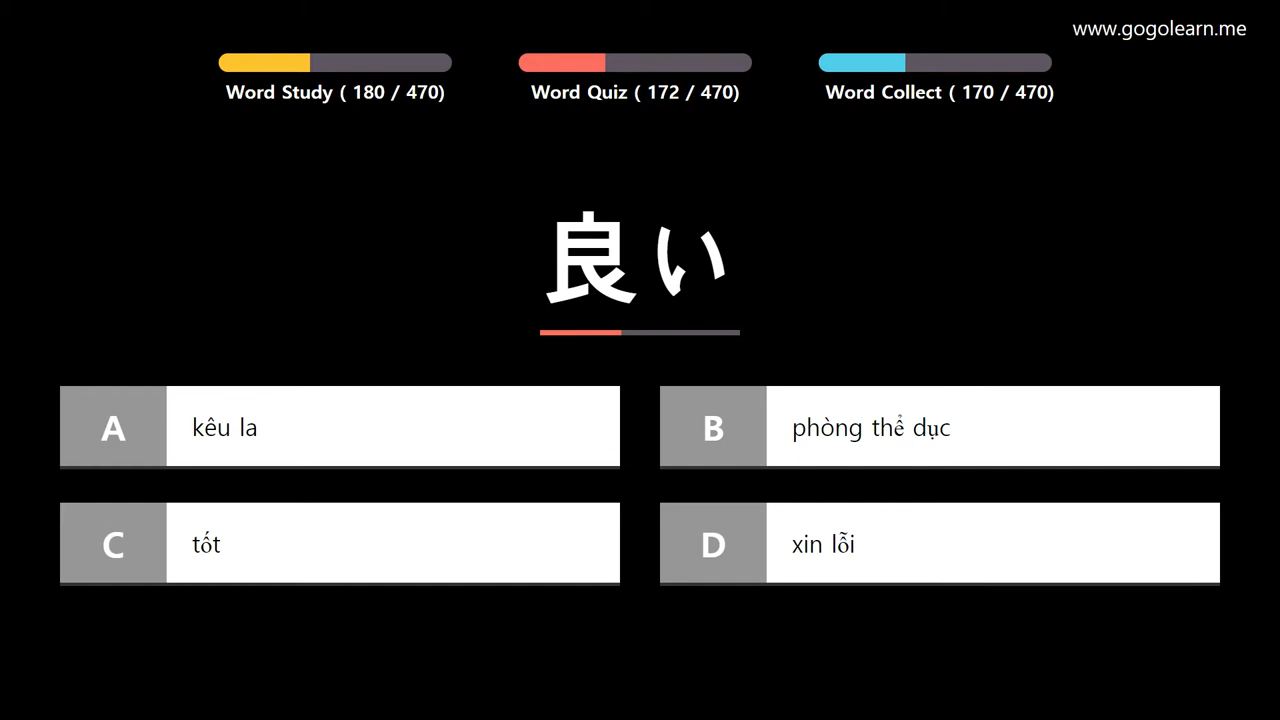 www.gogolearn.me
Word Study ( 180 / 470)
Word Quiz ( 172 / 470)
Word Collect ( 170 / 470)
良い
A kêu la
B phòng thể dục
C tốt
D xin lỗi